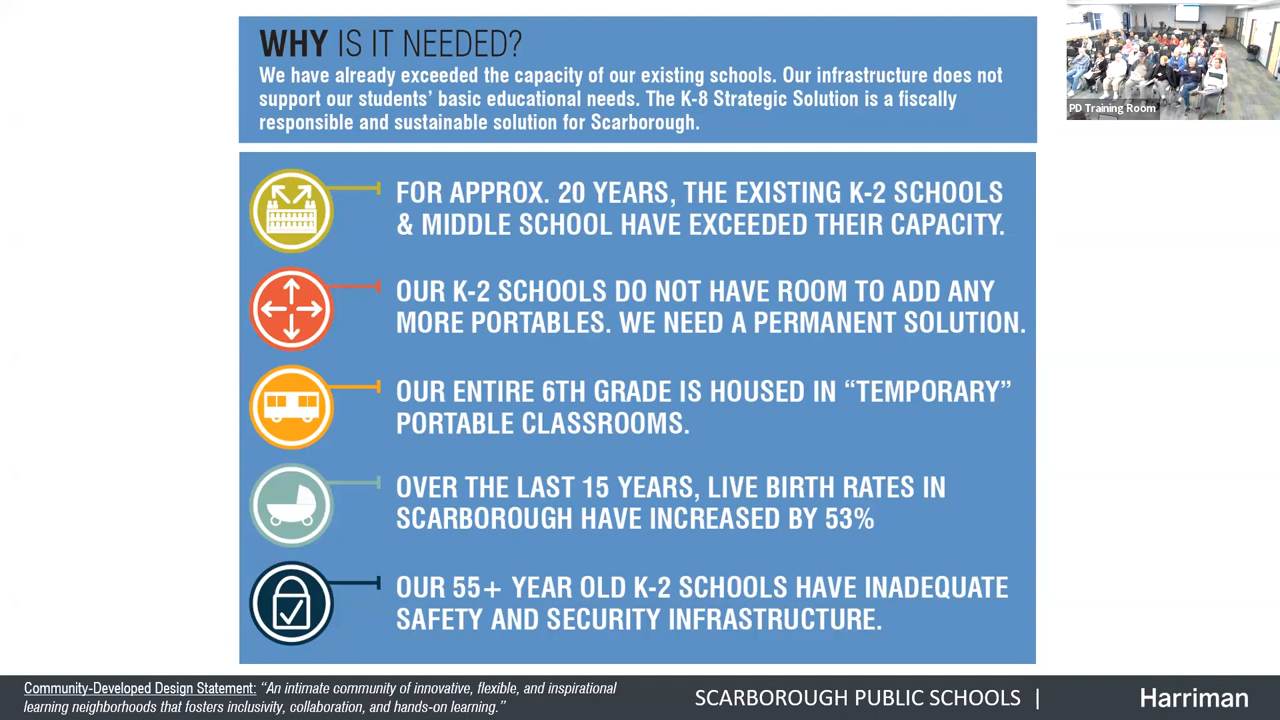 WHY IS IT NEEDED?
We have already exceeded the capacity of our existing schools. Our infrastructure does not
support our students’ basic educational needs. The K-8 Strategic Solution is a fiscally
responsible and sustainable solution for Scarborough.
PD Training Room
FOR APPROX. 20 YEARS, THE EXISTING K-2 SCHOOLS
& MIDDLE SCHOOL HAVE EXCEEDED THEIR CAPACITY.
OUR K-2 SCHOOLS DO NOT HAVE ROOM TO ADD ANY
MORE PORTABLES. WE NEED A PERMANENT SOLUTION.
OUR ENTIRE 6TH GRADE IS HOUSED IN “TEMPORARY”
PORTABLE CLASSROOMS.
OVER THE LAST 15 YEARS, LIVE BIRTH RATES IN
SCARBOROUGH HAVE INCREASED BY 53%
OUR 55+ YEAR OLD K-2 SCHOOLS HAVE INADEQUATE
SAFETY AND SECURITY INFRASTRUCTURE.
Community-Developed Design Statement: “An intimate community of innovative, flexible, and inspirational
learning neighborhoods that fosters inclusivity, collaboration, and hands-on learning.”
SCARBOROUGH PUBLIC SCHOOLS |
Harriman